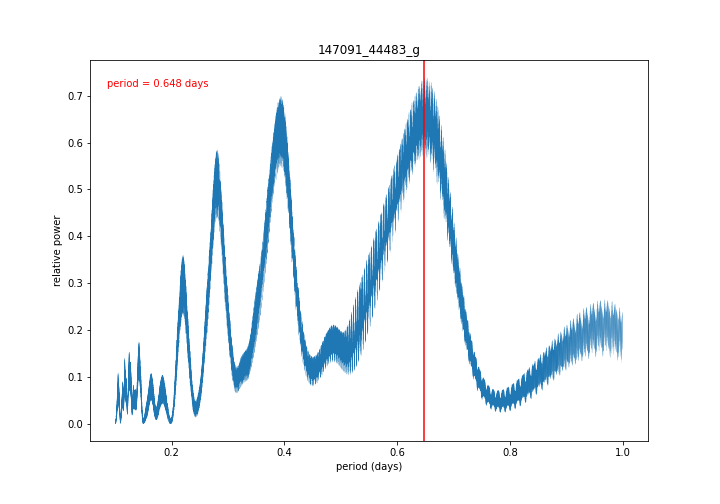 147091_44483_g
period = 0.648 days
relative power
0.7
0.6
0.5
0.4
0.3
0.2
0.1
0.0
0.2 0.4 0.6 0.8 1.0
period (days)